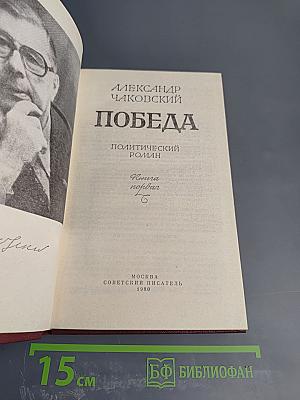 АЛЕКСАНДР
ЧАКОВСКИЙ
ПОБЕДА
ПОЛИТИЧЕСКИЙ
РОМАН
Книга
первая
МОСКВА
СОВЕТСКИЙ ПИСАТЕЛЬ
1980
15 см
БФ БИБЛИОФАН